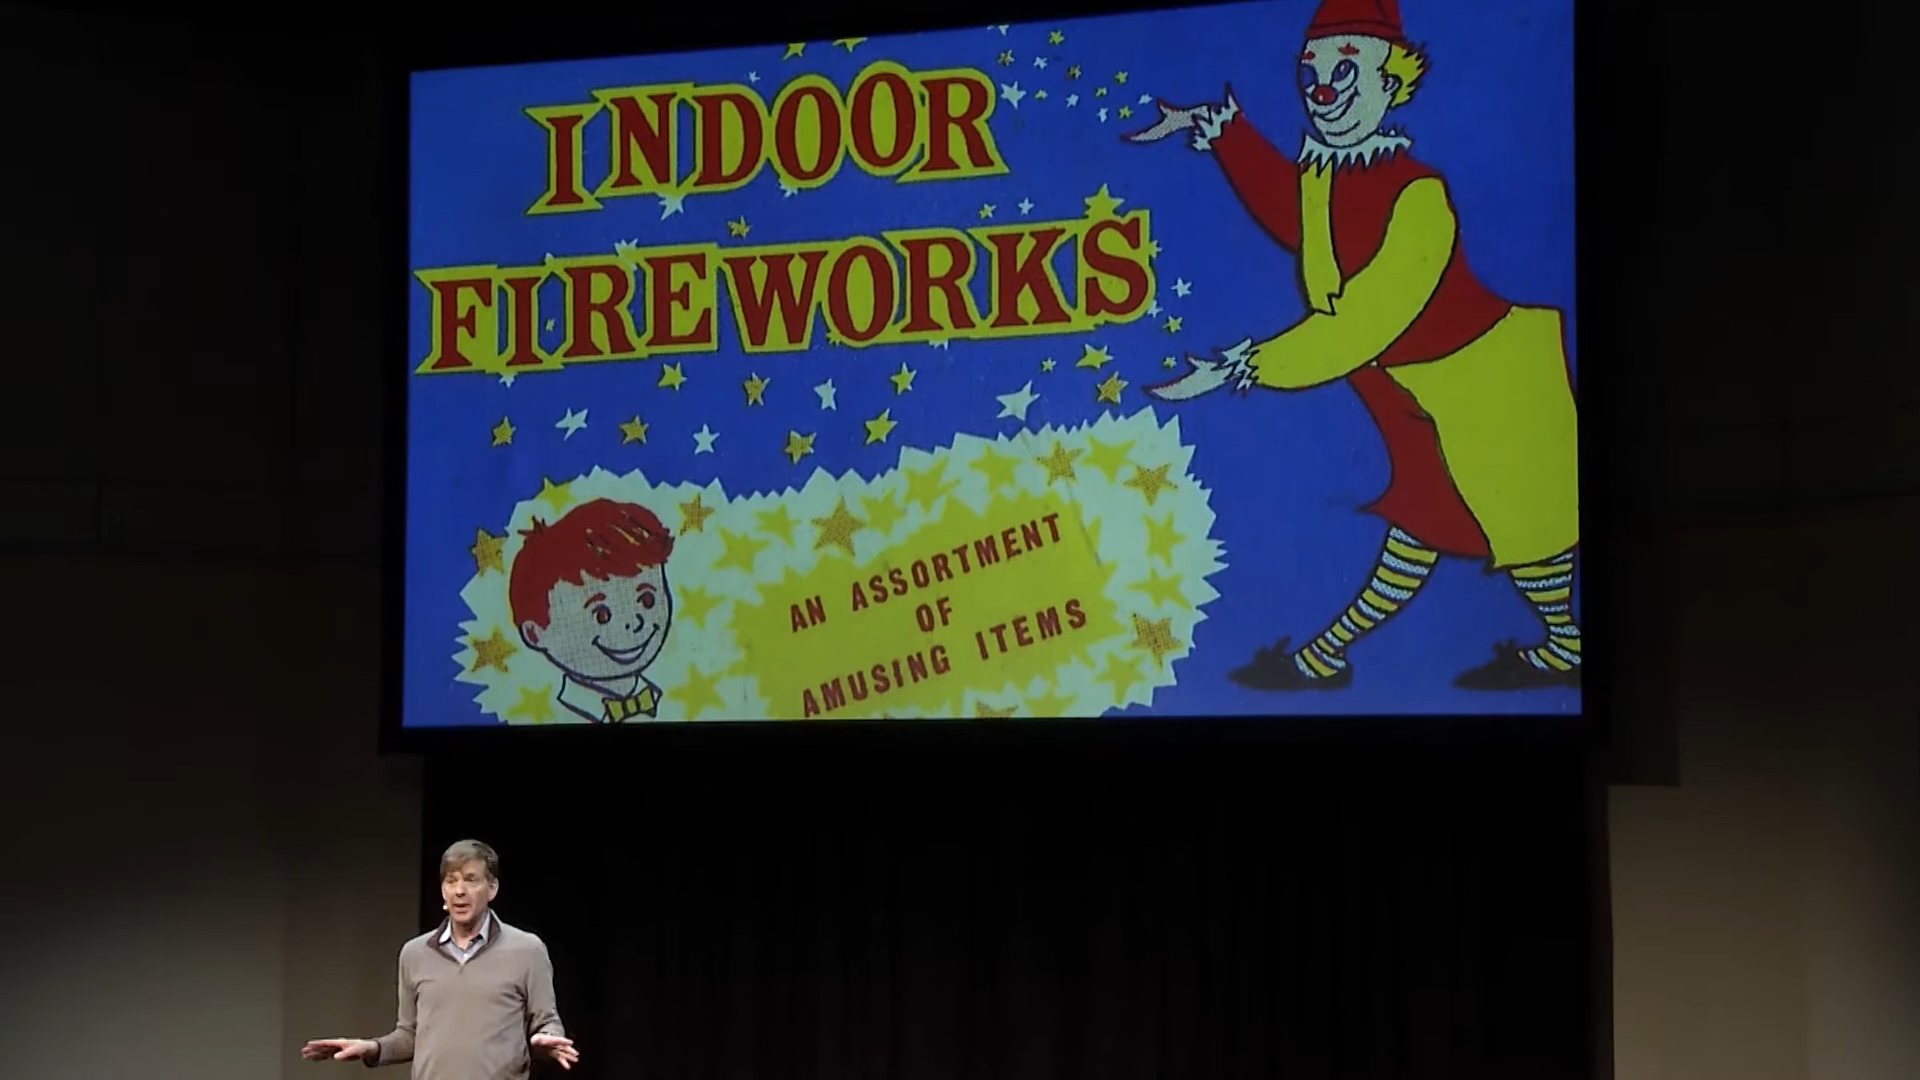 INDOOR
FIREWORKS
AN ASSORTMENT
OF
AMUSING ITEMS